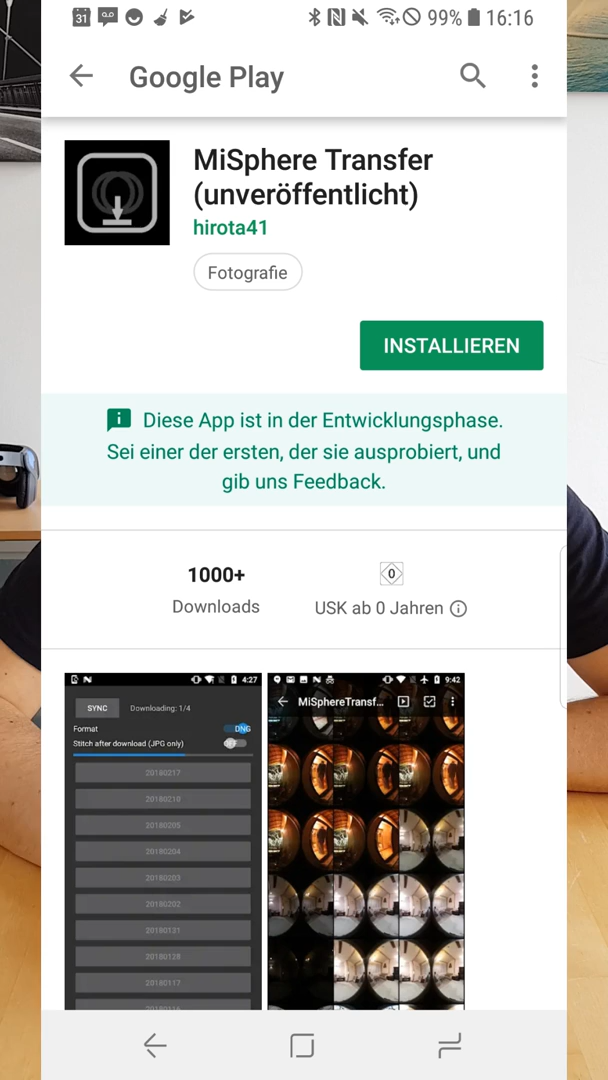 31
99% 16:16
Google Play
MiSphere Transfer
(unveröffentlicht)
hirota41
Fotografie
INSTALLIEREN
Diese App ist in der Entwicklungsphase.
Sei einer der ersten, der sie ausprobiert, und
gib uns Feedback.
1000+
0
Downloads
USK ab 0 Jahren
4:27
SYNC
Downloading: 1/4
Format
DNG
Stitch after download (JPG only)
20180217
20180210
20180205
20180204
20180203
20180202
20180121
20180128
20180117
20180116
9:42
MiSphereTransf...